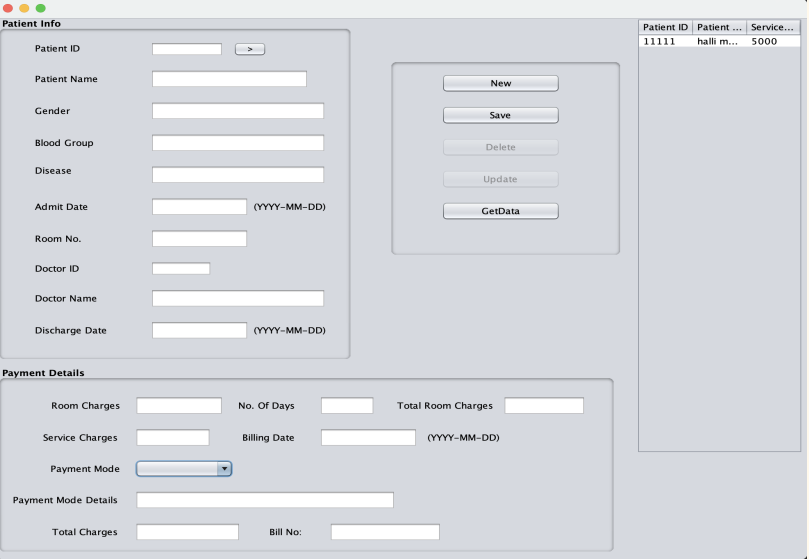 Patient Info
Patient ID >
Patient Name
Gender
Blood Group
Disease
Admit Date (YYYY-MM-DD)
Room No.
Doctor ID
Doctor Name
Discharge Date (YYYY-MM-DD)
New
Save
Delete
Update
GetData
Patient ID Patient ... Service...
11111 halli m... 5000
Payment Details
Room Charges No. Of Days Total Room Charges
Service Charges Billing Date (YYYY-MM-DD)
Payment Mode
Payment Mode Details
Total Charges Bill No: